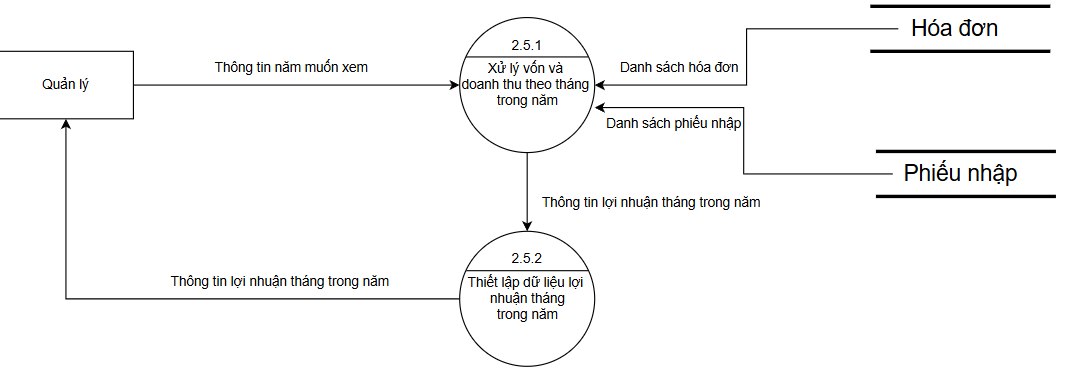 Hóa đơn
2.5.1
Xử lý vốn và
doanh thu theo tháng
trong năm
Thông tin năm muốn xem
Danh sách hóa đơn
Quản lý
Danh sách phiếu nhập
Phiếu nhập
Thông tin lợi nhuận tháng trong năm
2.5.2
Thiết lập dữ liệu lợi
nhuận tháng
trong năm
Thông tin lợi nhuận tháng trong năm